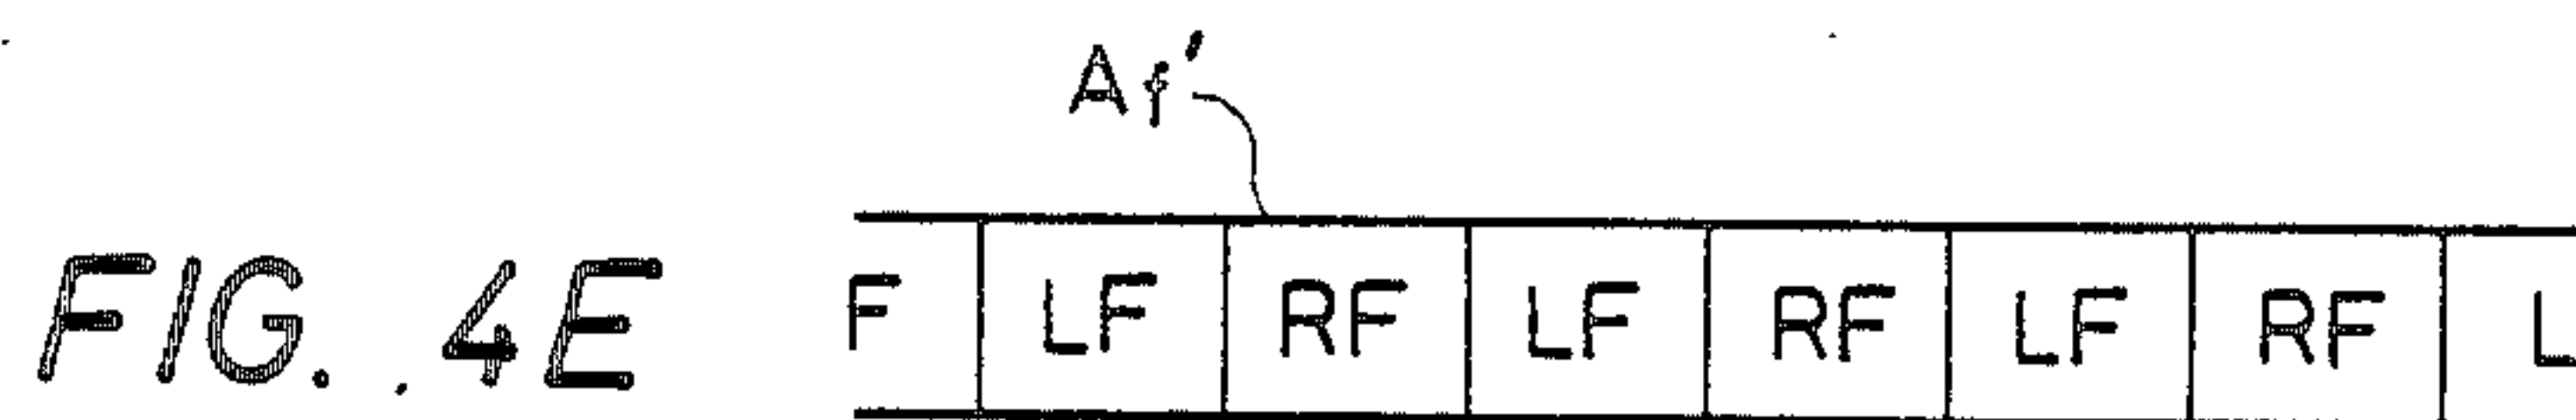 Af'
FIG. 4E F LF RF LF RF LF RF L